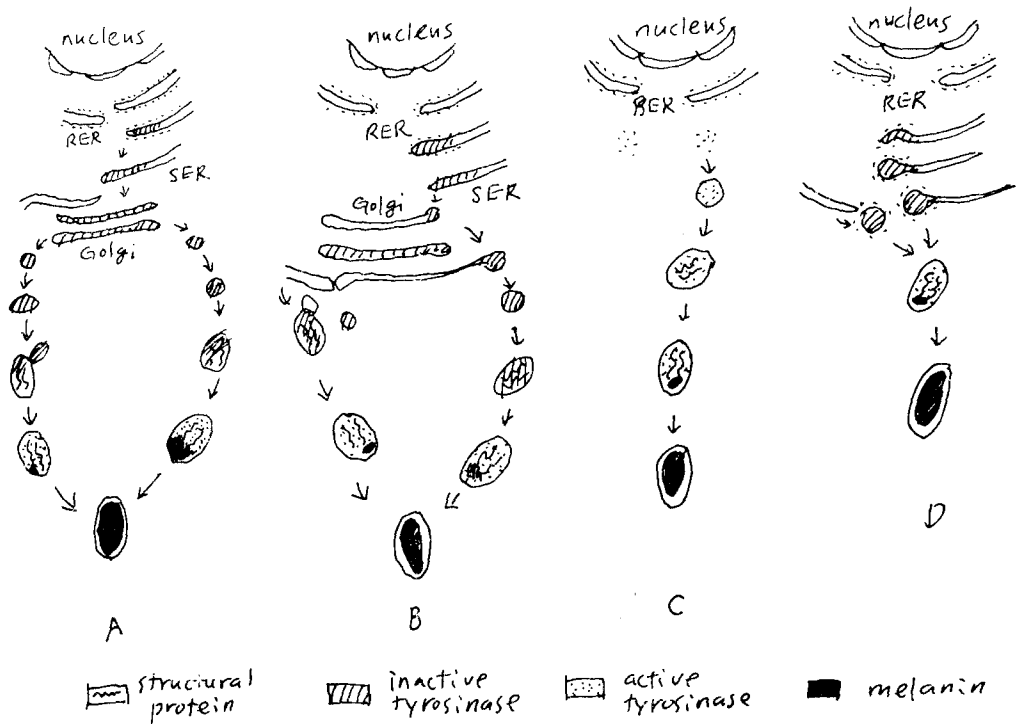 nucleus
RER
SER
Golgi
A
nucleus
RER
SER
Golgi
B
nucleus
RER
C
nucleus
RER
D
structural
protein
inactive
tyrosinase
active
tyrosinase
melanin